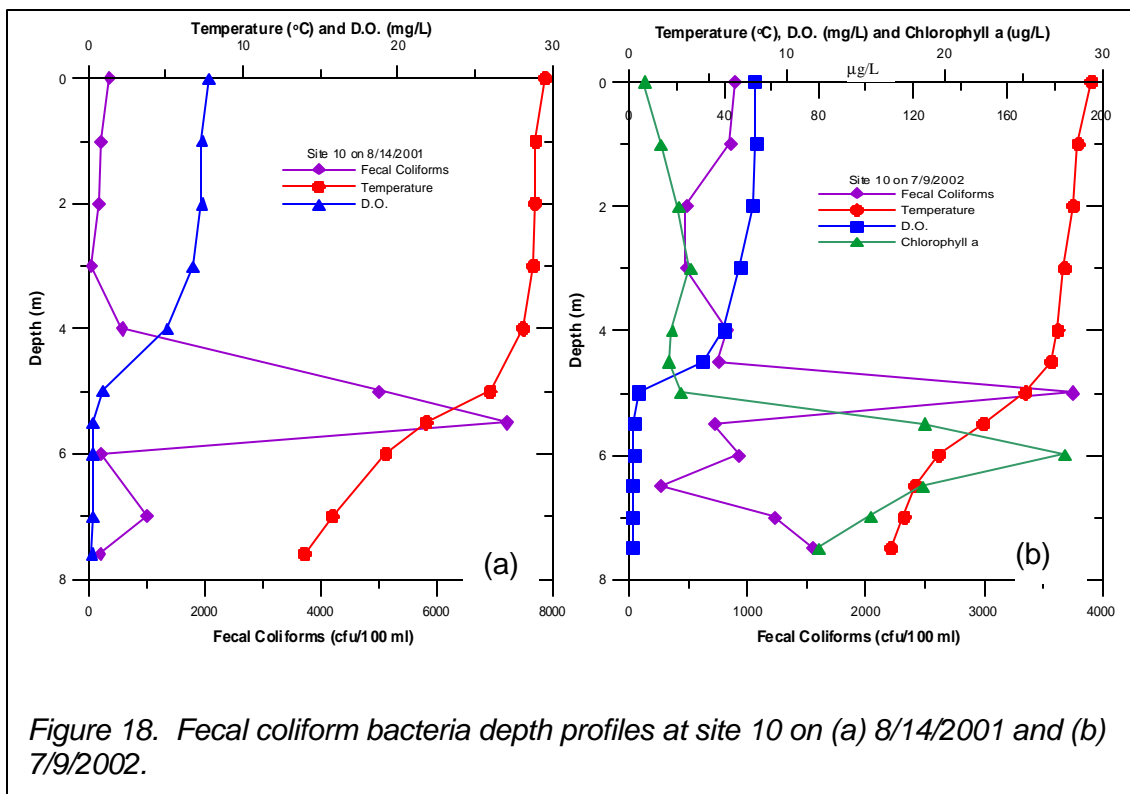 Temperature (°C) and D.O. (mg/L)
0 10 20 30
0
2
4
6
8
Depth (m)
Site 10 on 8/14/2001
Fecal Coliforms
Temperature
D.O.
(a)
0 2000 4000 6000 8000
Fecal Coliforms (cfu/100 ml)
Temperature (°C), D.O. (mg/L) and Chlorophyll a (ug/L)
0 10 20 30
µg/L
0 40 80 120 160 200
0
2
4
6
8
Depth (m)
Site 10 on 7/9/2002
Fecal Coliforms
Temperature
D.O.
Chlorophyll a
(b)
0 1000 2000 3000 4000
Fecal Coliforms (cfu/100 ml)
Figure 18. Fecal coliform bacteria depth profiles at site 10 on (a) 8/14/2001 and (b)
7/9/2002.